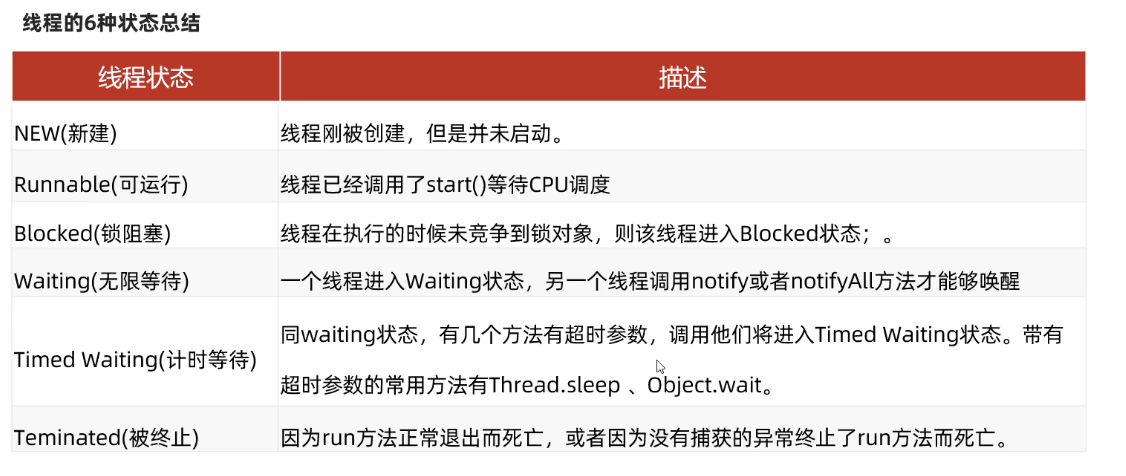 线程的6种状态总结
线程状态 描述
NEW(新建) 线程刚被创建，但是并未启动。
Runnable(可运行) 线程已经调用了start()等待CPU调度
Blocked(锁阻塞) 线程在执行的时候未竞争到锁对象，则该线程进入Blocked状态；。
Waiting(无限等待) 一个线程进入Waiting状态，另一个线程调用notify或者notifyAll方法才能够唤醒
Timed Waiting(计时等待) 同waiting状态，有几个方法有超时参数，调用他们将进入Timed Waiting状态。带有
超时参数的常用方法有Thread.sleep 、Object.wait。
Teminated(被终止) 因为run方法正常退出而死亡，或者因为没有捕获的异常终止了run方法而死亡。